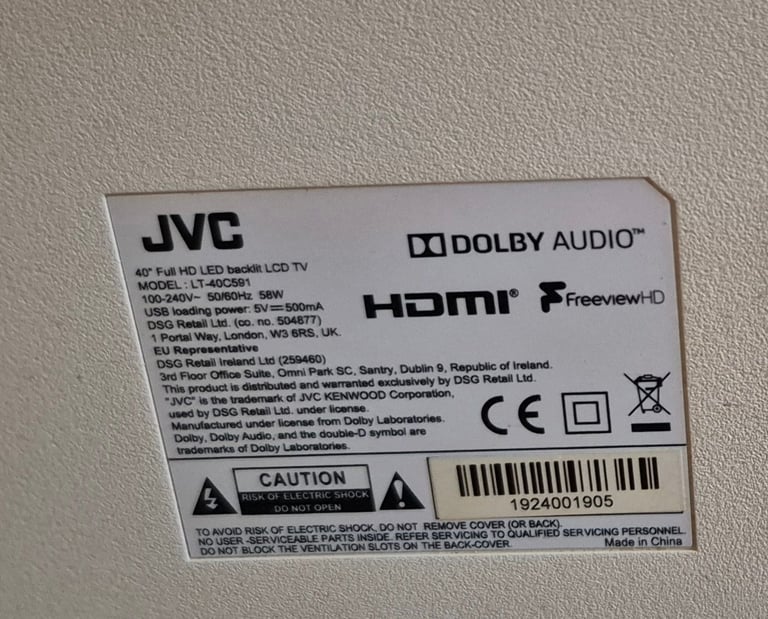 JVC
DOLBY AUDIO™
40" Full HD LED backlit LCD TV
MODEL : LT-40C591
100-240V~ 50/60Hz 58W
USB loading power: 5V⎓500mA
DSG Retail Ltd. (co. no. 504877)
1 Portal Way, London, W3 6RS, UK.
HDMI®
FreeviewHD
EU Representative
DSG Retail Ireland Ltd (259460)
3rd Floor Office Suite, Omni Park SC, Santry, Dublin 9, Republic of Ireland.
This product is distributed and warranted exclusively by DSG Retail Ltd.
"JVC" is the trademark of JVC KENWOOD Corporation,
used by DSG Retail Ltd. under license.
Manufactured under license from Dolby Laboratories.
Dolby, Dolby Audio, and the double-D symbol are
trademarks of Dolby Laboratories.
CE
CAUTION
RISK OF ELECTRIC SHOCK
DO NOT OPEN
1924001905
TO AVOID RISK OF ELECTRIC SHOCK, DO NOT REMOVE COVER (OR BACK).
NO USER -SERVICEABLE PARTS INSIDE. REFER SERVICING TO QUALIFIED SERVICING PERSONNEL.
DO NOT BLOCK THE VENTILATION SLOTS ON THE BACK-COVER.
Made in China